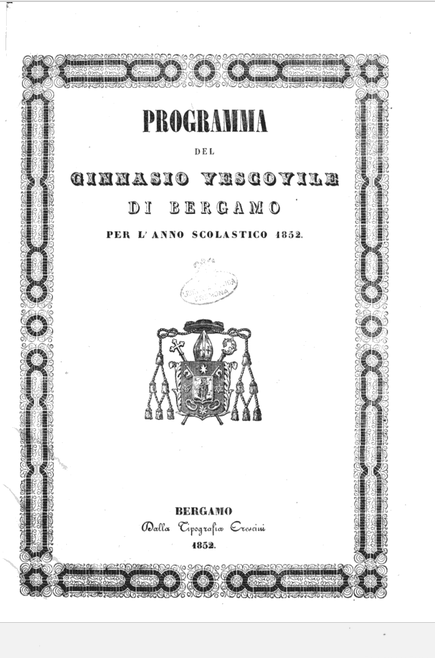 PROGRAMMA
DEL
GINNASIO VESCOVILE
DI BERGAMO
PER L'ANNO SCOLASTICO 1852.
BERGAMO
Dalla Tipografia Crescini
1852.